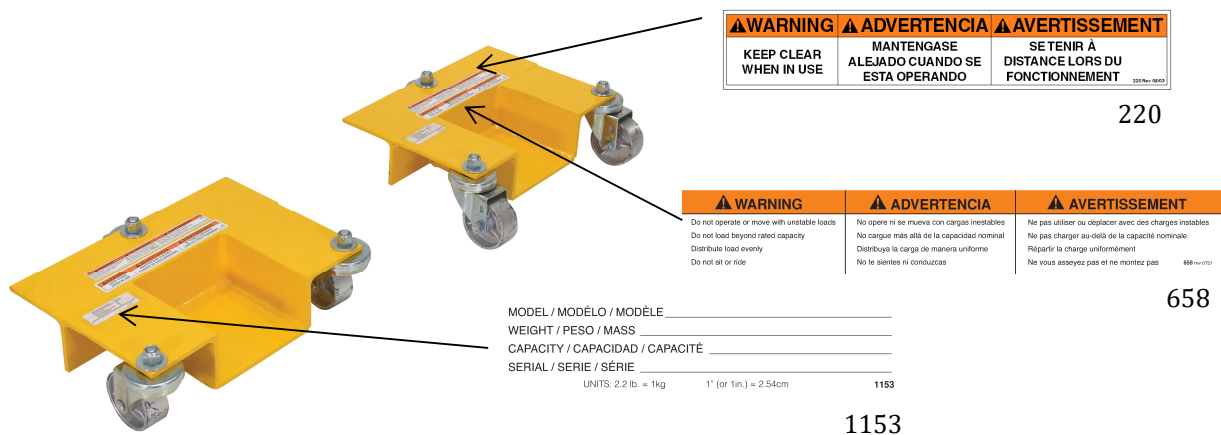 WARNING
KEEP CLEAR
WHEN IN USE
ADVERTENCIA
MANTENGASE
ALEJADO CUANDO SE
ESTA OPERANDO
AVERTISSEMENT
SE TENIR À
DISTANCE LORS DU
FONCTIONNEMENT
220 Rev 08/03
220
WARNING
Do not operate or move with unstable loads
Do not load beyond rated capacity
Distribute load evenly
Do not sit or ride
ADVERTENCIA
No opere ni se mueva con cargas inestables
No cargue más allá de la capacidad nominal
Distribuya la carga de manera uniforme
No te sientes ni conduzcas
AVERTISSEMENT
Ne pas utiliser ou déplacer avec des charges instables
Ne pas charger au-delà de la capacité nominale
Répartir la charge uniformément
Ne vous asseyez pas et ne montez pas
658 rev 0721
658
MODEL / MODÉLO / MODÈLE
WEIGHT / PESO / MASS
CAPACITY / CAPACIDAD / CAPACITÉ
SERIAL / SERIE / SÉRIE
UNITS: 2.2 lb. = 1kg 1" (or 1in.) = 2.54cm 1153
1153